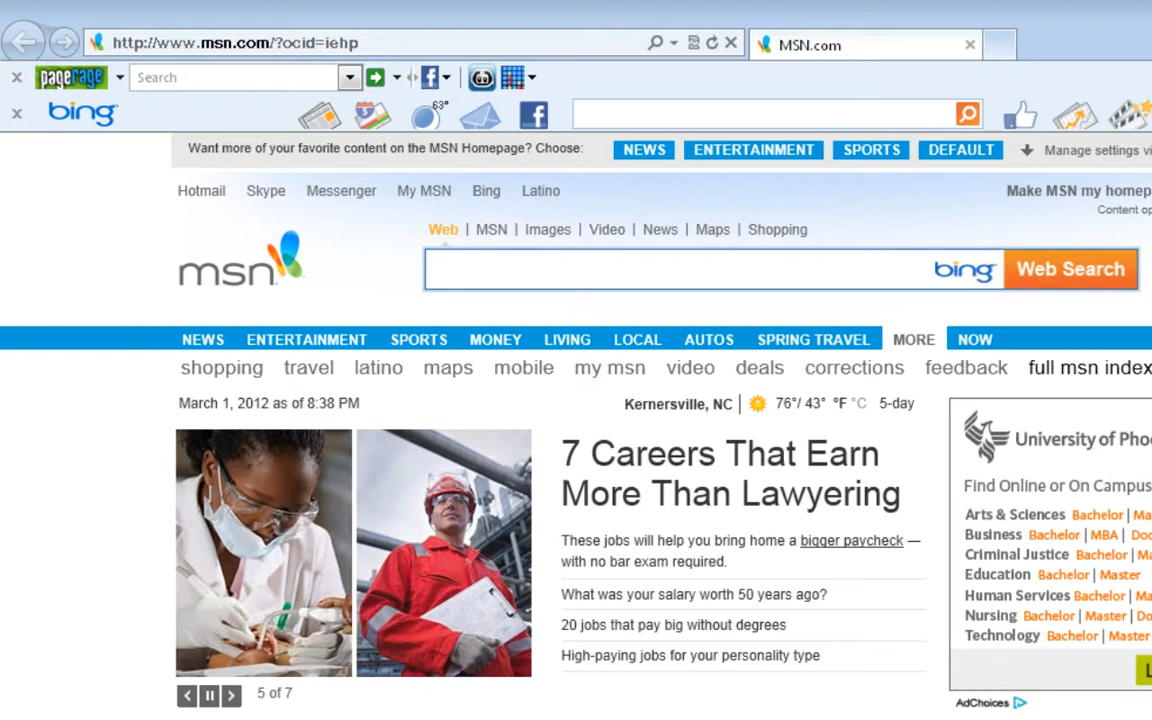 http://www.msn.com/?ocid=iehp
MSN.com
pagerage
Search
bing
63°
Want more of your favorite content on the MSN Homepage? Choose:
NEWS
ENTERTAINMENT
SPORTS
DEFAULT
Manage settings vi
Hotmail
Skype
Messenger
My MSN
Bing
Latino
Make MSN my homep
Content op
Web | MSN | Images | Video | News | Maps | Shopping
msn
bing
Web Search
NEWS ENTERTAINMENT SPORTS MONEY LIVING LOCAL AUTOS SPRING TRAVEL MORE NOW
shopping travel latino maps mobile my msn video deals corrections feedback full msn index
March 1, 2012 as of 8:38 PM
Kernersville, NC | 76°/ 43° °F °C 5-day
7 Careers That Earn
More Than Lawyering
These jobs will help you bring home a bigger paycheck —
with no bar exam required.
What was your salary worth 50 years ago?
20 jobs that pay big without degrees
High-paying jobs for your personality type
5 of 7
University of Pho
Find Online or On Campus
Arts & Sciences Bachelor | Ma
Business Bachelor | MBA | Doc
Criminal Justice Bachelor | Ma
Education Bachelor | Master
Human Services Bachelor | Ma
Nursing Bachelor | Master | Do
Technology Bachelor | Master
L
AdChoices